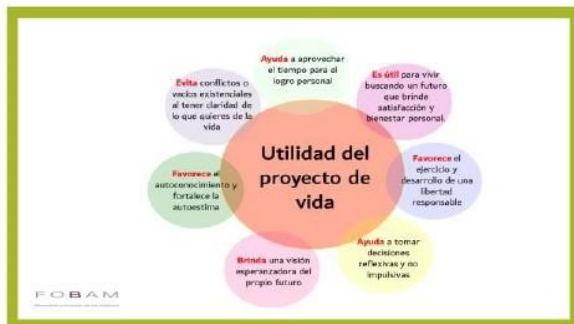 Ayuda a aprovechar
el tiempo para el
logro personal
Es útil para vivir
buscando un futuro
que brinde
satisfacción y
bienestar personal.
Favorece el
ejercicio y
desarrollo de una
libertad
responsable
Ayuda a tomar
decisiones
reflexivas y no
impulsivas
Brinda una visión
esperanzadora del
propio futuro
Favorece el
autoconocimiento y
fortalece la
autoestima
Evita conflictos o
vacíos existenciales
al tener claridad de
lo que quieres de la
vida
Utilidad del
proyecto de
vida
FOBAM